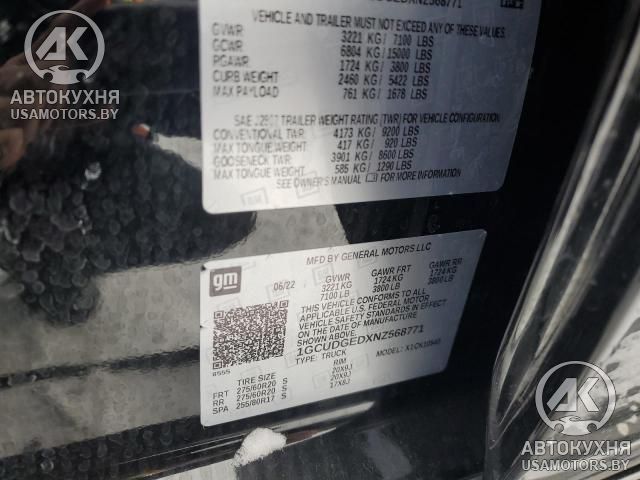 VEHICLE AND TRAILER MUST NOT EXCEED ANY OF THESE VALUES.
GVWR 3221 KG/ 7100 LBS
GCWR 6804 KG/ 15000 LBS
PGAWR 1724 KG/ 3800 LBS
CURB WEIGHT 2460 KG/ 5422 LBS
MAX PAYLOAD 761 KG/ 1678 LBS
SAE J2807 TRAILER WEIGHT RATING (TWR) FOR VEHICLE CONFIGURATION
CONVENTIONAL TWR 4173 KG/ 9200 LBS
MAX TONGUE WEIGHT 417 KG/ 920 LBS
GOOSENECK TWR 3901 KG/ 8600 LBS
MAX TONGUE WEIGHT 585 KG/ 1290 LBS
SEE OWNER'S MANUAL FOR MORE INFORMATION
MFD BY GENERAL MOTORS LLC
gm
06/22
GVWR GAWR FRT GAWR RR
3221 KG 1724 KG 1724 KG
7100 LB 3800 LB 3800 LB
THIS VEHICLE CONFORMS TO ALL
APPLICABLE U.S. FEDERAL MOTOR
VEHICLE SAFETY AND THEFT
PREVENTION STANDARDS IN
EFFECT ON THE DATE OF
MANUFACTURE SHOWN ABOVE.
1GCUDGEDXNZ568771
TYPE: TRUCK MODEL: X1CK10543
TIRE SIZE RIM
FRT 275/60R20 S 20X9J
RR 275/60R20 S 20X9J
SPA 255/80R17 S 17X8J
АВТОКУХНЯ
USAMOTORS.BY
АВТОКУХНЯ
USAMOTORS.BY